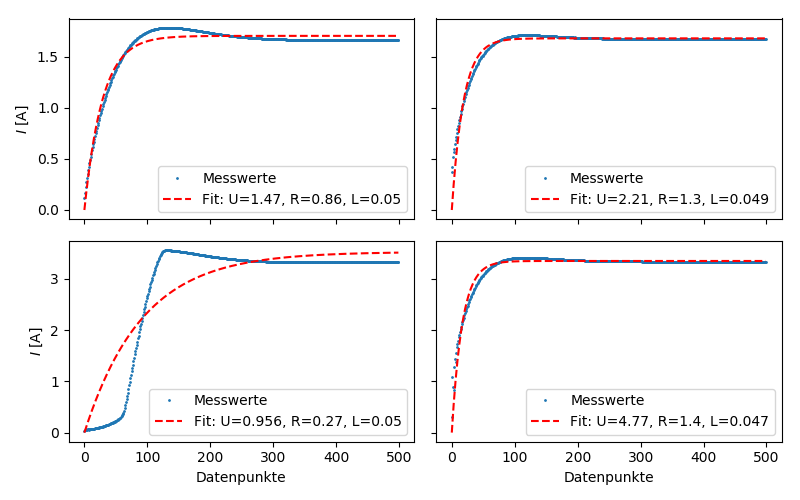 1.5
1.0
0.5
0.0
I [A]
Messwerte
Fit: U=1.47, R=0.86, L=0.05
Messwerte
Fit: U=2.21, R=1.3, L=0.049
3
2
1
0
I [A]
Messwerte
Fit: U=0.956, R=0.27, L=0.05
Messwerte
Fit: U=4.77, R=1.4, L=0.047
0 100 200 300 400 500
0 100 200 300 400 500
Datenpunkte
Datenpunkte